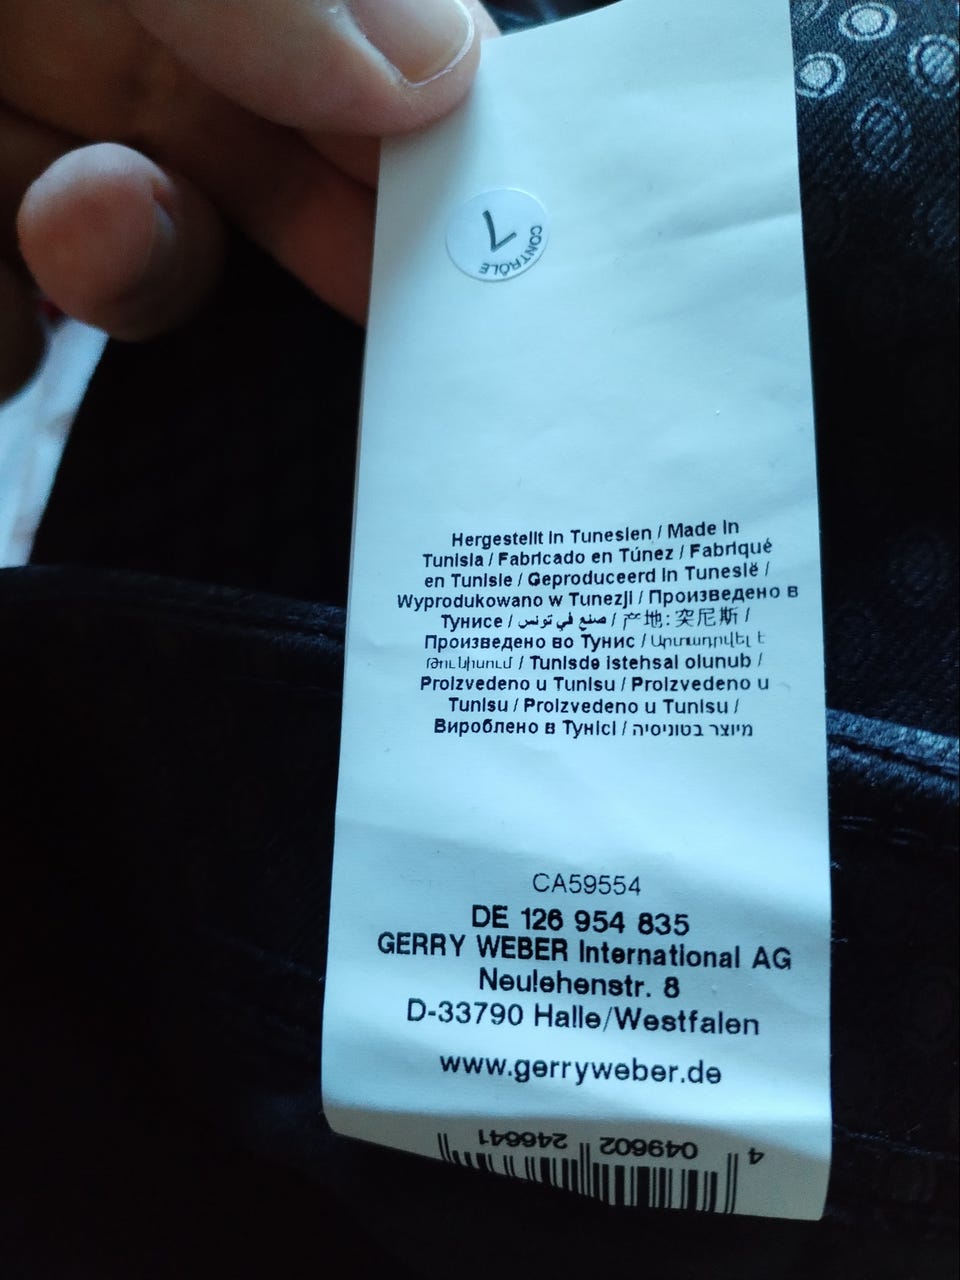 1
CONTRÔLE
Hergestellt in Tunesien / Made in
Tunisia / Fabricado en Túnez / Fabriqué
en Tunisie / Geproduceerd in Tunesië /
Wyprodukowano w Tunezji / Произведено в
Тунисе / صنع في تونس / 产地: 突尼斯 /
Произведено во Тунис / Արտադրվել է
Թունիսում / Tunisdə istehsal olunub /
Proizvedeno u Tunisu / Proizvedeno u
Tunisu / Proizvedeno u Tunisu /
Вироблено в Тунісі / מיוצר בטוניסיה
CA59554
DE 126 954 835
GERRY WEBER International AG
Neulehenstr. 8
D-33790 Halle/Westfalen
www.gerryweber.de
4 049602 246641